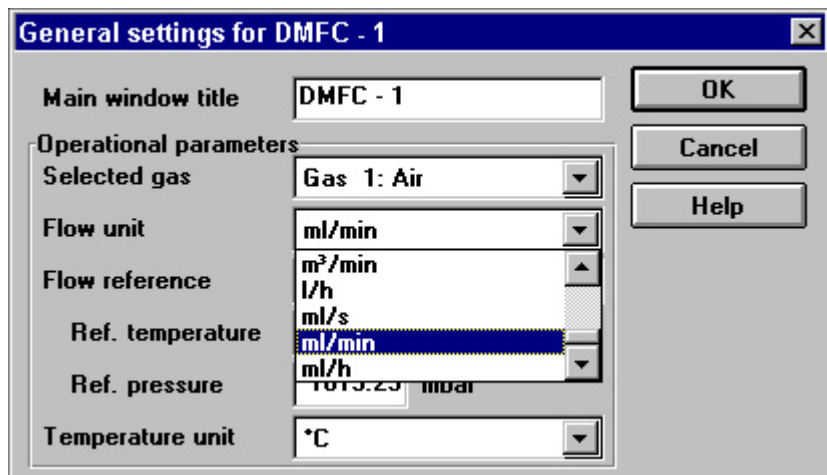 General settings for DMFC - 1
Main window title DMFC - 1 OK
Operational parameters Cancel
Selected gas Gas 1: Air
Help
Flow unit ml/min
m³/min
Flow reference
l/h
ml/s
Ref. temperature ml/min
ml/h
Ref. pressure 1013.25 mbar
Temperature unit °C